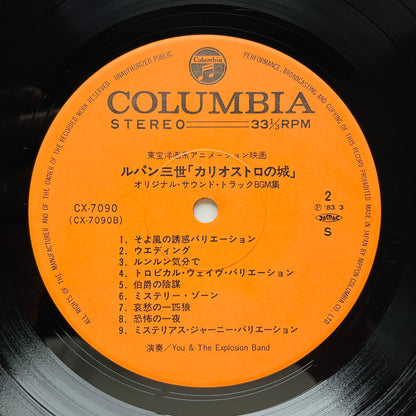 Columbia
COLUMBIA
STEREO 33⅓RPM
東宝洋画系アニメーション映画
ルパン三世「カリオストロの城」
オリジナル・サウンド・トラックBGM集
CX-7090
(CX-7090B)
2
Ⓟ '83. 3
S
1. そよ風の誘惑バリエーション
2. ウエディング
3. ルンルン気分で
4. トロピカル・ウェイヴ・バリエーション
5. 伯爵の陰謀
6. ミステリー・ゾーン
7. 哀愁の一匹狼
8. 恐怖の一夜
9. ミステリアス・ジャーニー・バリエーション
演奏／You & The Explosion Band
ALL RIGHTS OF THE MANUFACTURER AND OF THE OWNER OF THE RECORDED WORK RESERVED. UNAUTHORIZED PUBLIC PERFORMANCE, BROADCASTING AND COPYING OF THIS RECORD PROHIBITED. MADE IN JAPAN BY NIPPON COLUMBIA CO. LTD.